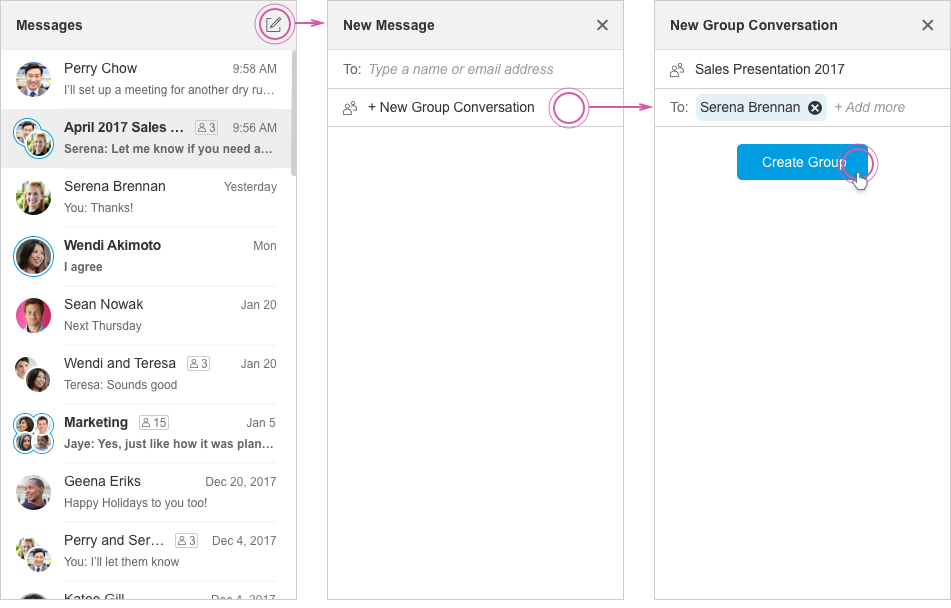 Messages
Perry Chow 9:58 AM
I’ll set up a meeting for another dry ru…
April 2017 Sales … 3 9:56 AM
Serena: Let me know if you need a…
Serena Brennan Yesterday
You: Thanks!
Wendi Akimoto Mon
I agree
Sean Nowak Jan 20
Next Thursday
Wendi and Teresa 3 Jan 20
Teresa: Sounds good
Marketing 15 Jan 5
Jaye: Yes, just like how it was plan…
Geena Eriks Dec 20, 2017
Happy Holidays to you too!
Perry and Ser… 3 Dec 4, 2017
You: I’ll let them know
Katee Gill Dec 4, 2017
New Message
To: Type a name or email address
+ New Group Conversation
New Group Conversation
Sales Presentation 2017
To: Serena Brennan + Add more
Create Group